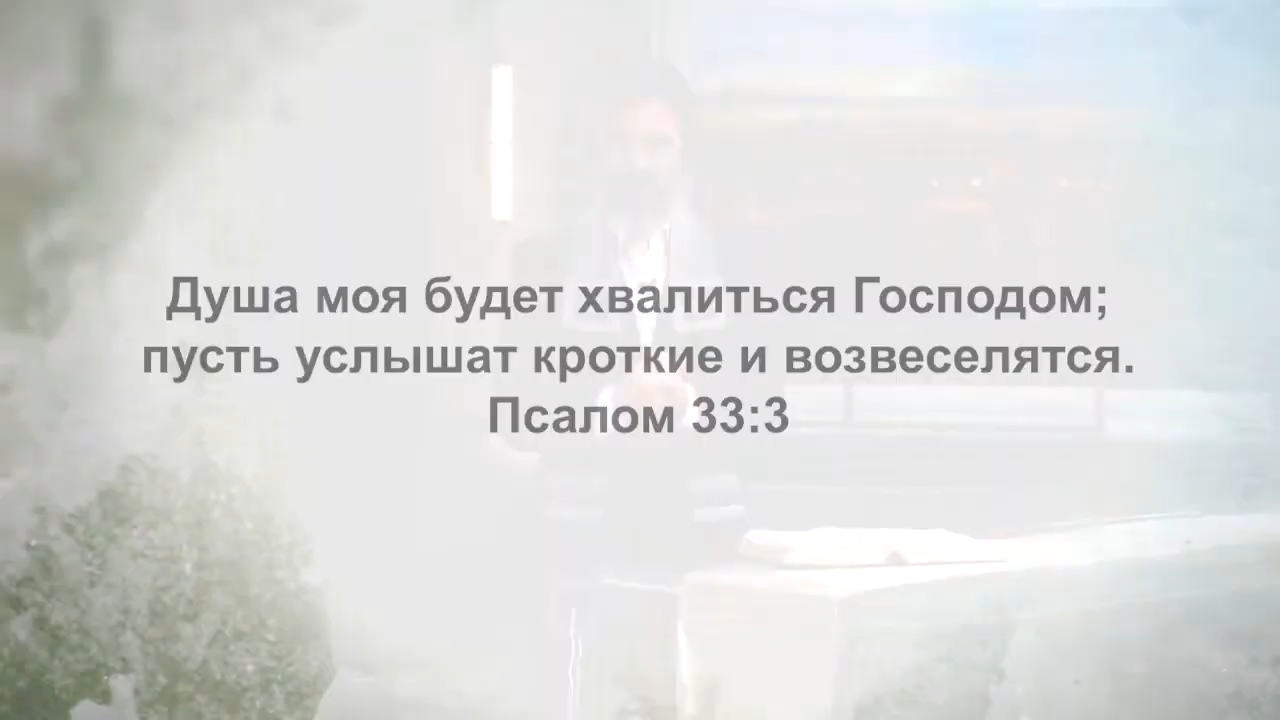 Душа моя будет хвалиться Господом;
пусть услышат кроткие и возвеселятся.
Псалом 33:3